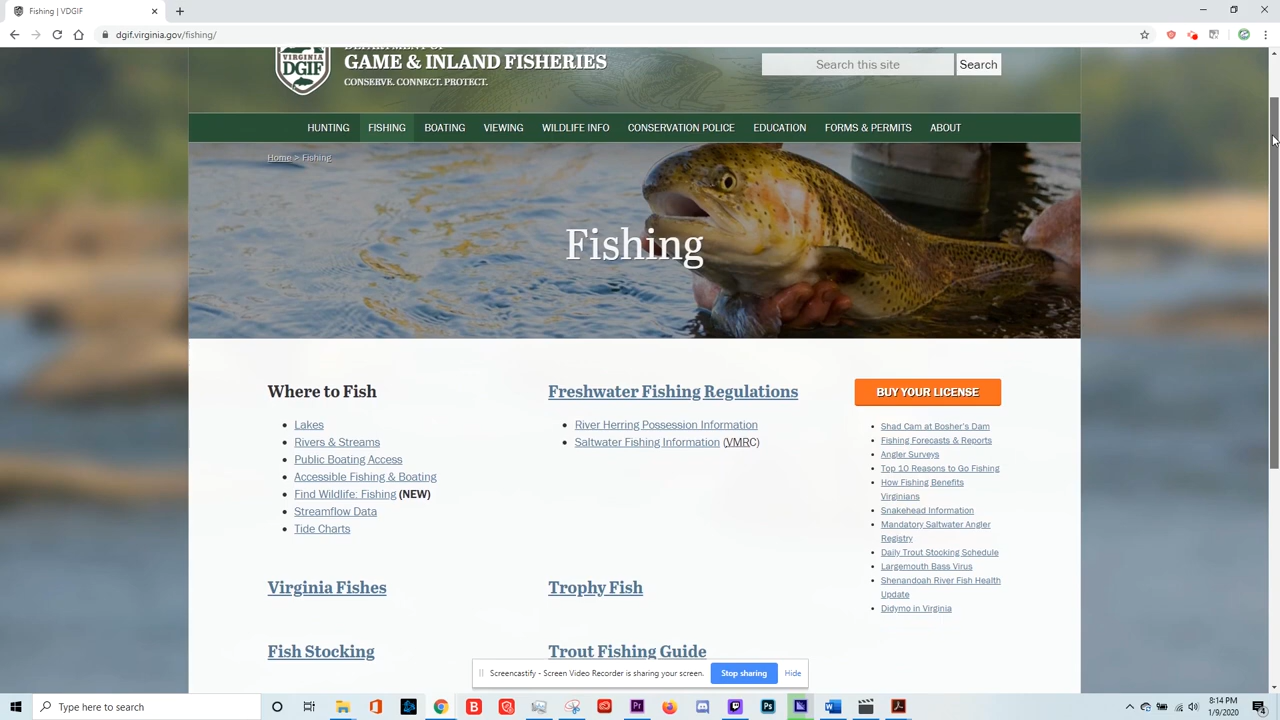 Fishing | VDGIF
dgif.virginia.gov/fishing/
DEPARTMENT OF
VIRGINIA
DGIF
GAME & INLAND FISHERIES
CONSERVE. CONNECT. PROTECT.
Search this site
Search
HUNTING FISHING BOATING VIEWING WILDLIFE INFO CONSERVATION POLICE EDUCATION FORMS & PERMITS ABOUT
Home > Fishing
Fishing
Where to Fish
Lakes
Rivers & Streams
Public Boating Access
Accessible Fishing & Boating
Find Wildlife: Fishing (NEW)
Streamflow Data
Tide Charts
Virginia Fishes
Fish Stocking
Freshwater Fishing Regulations
River Herring Possession Information
Saltwater Fishing Information (VMRC)
Trophy Fish
Trout Fishing Guide
BUY YOUR LICENSE
Shad Cam at Bosher's Dam
Fishing Forecasts & Reports
Angler Surveys
Top 10 Reasons to Go Fishing
How Fishing Benefits
Virginians
Snakehead Information
Mandatory Saltwater Angler
Registry
Daily Trout Stocking Schedule
Largemouth Bass Virus
Shenandoah River Fish Health
Update
Didymo in Virginia
Screencastify - Screen Video Recorder is sharing your screen.
Stop sharing
Hide
Type here to search
8:14 PM
1/9/2020